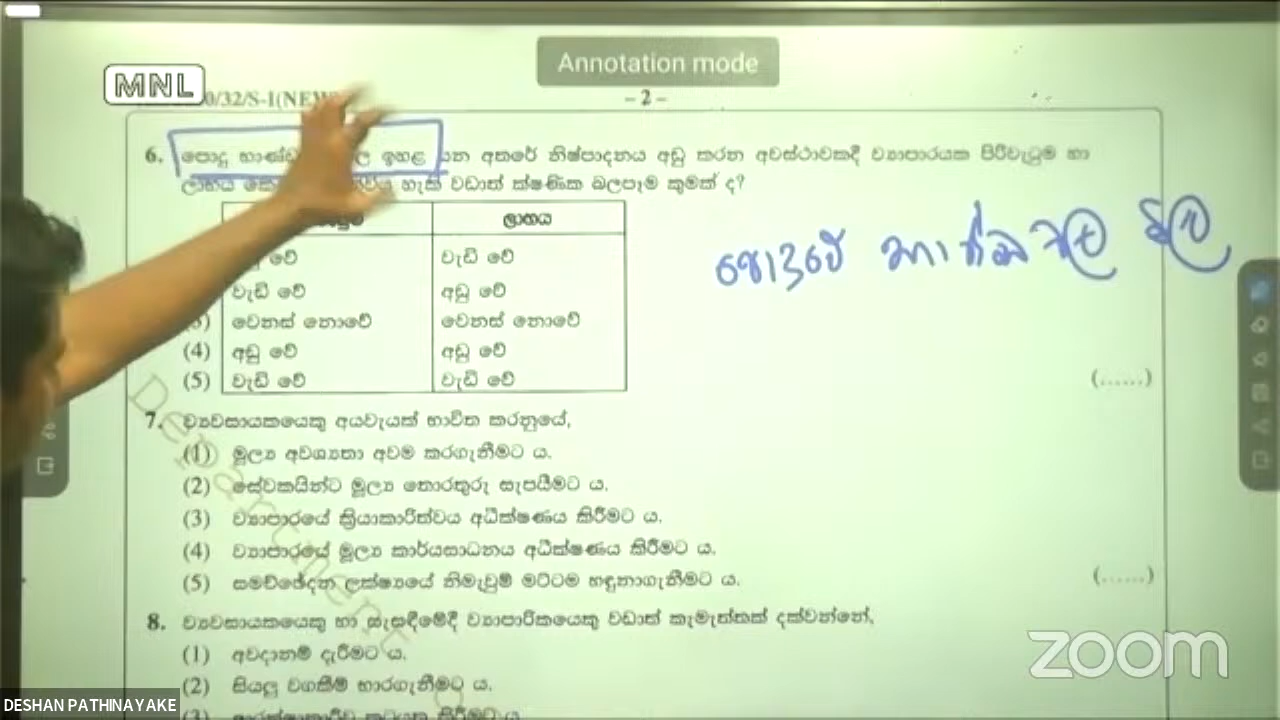 Annotation mode
MNL
0/32/S-I(NEW)
- 2 -
6. පොදු ඉහළ යන අතරේ නිෂ්පාදනය අඩු කරන අවස්ථාවකදී ව්‍යාපාරයක පිරිවැටුම හා
ලාභය හැකි වඩාත් ක්ෂණික බලපෑම කුමක් ද?
ලාභය
වේ වැඩි වේ
වැඩි වේ අඩු වේ
වෙනස් නොවේ වෙනස් නොවේ
(4) අඩු වේ අඩු වේ
(5) වැඩි වේ වැඩි වේ
(......)
7. ව්‍යවසායකයෙකු අයවැයක් භාවිත කරනුයේ,
(1) මූල්‍ය අවශ්‍යතා අවම කරගැනීමට ය.
(2) සේවකයින්ට මූල්‍ය තොරතුරු සැපයීමට ය.
(3) ව්‍යාපාරයේ ක්‍රියාකාරිත්වය අධීක්ෂණය කිරීමට ය.
(4) ව්‍යාපාරයේ මූල්‍ය කාර්යසාධනය අධීක්ෂණය කිරීමට ය.
(5) සමච්ඡේදන ලක්ෂ්‍යයේ නිමැවුම් මට්ටම හඳුනාගැනීමට ය.
(......)
8. ව්‍යවසායකයෙකු හා සැසඳීමේදී ව්‍යාපාරිකයෙකු වඩාත් කැමැත්තක් දක්වන්නේ,
(1) අවදානම් දැරීමට ය.
(2) සියලු වගකීම් භාරගැනීමට ය.
Department
zoom
DESHAN PATHINAYAKE